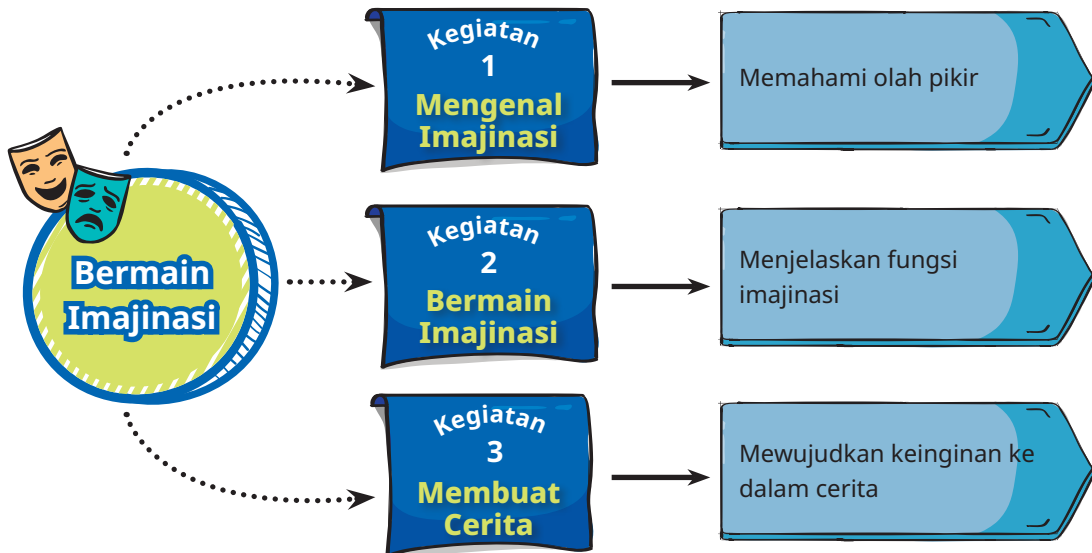 Bermain
Imajinasi
Kegiatan
1
Mengenal
Imajinasi
Memahami olah pikir
Kegiatan
2
Bermain
Imajinasi
Menjelaskan fungsi
imajinasi
Kegiatan
3
Membuat
Cerita
Mewujudkan keinginan ke
dalam cerita